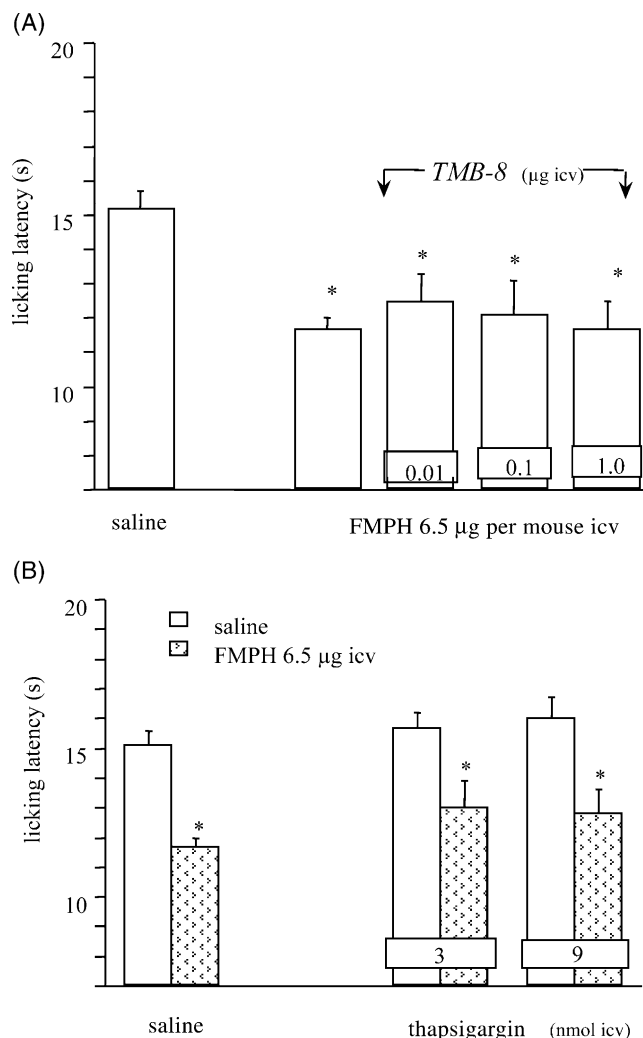 (A)
20
15
10
licking latency (s)
TMB-8 (μg icv)
*
*
*
*
0.01
0.1
1.0
saline
FMPH 6.5 μg per mouse icv
(B)
20
15
10
licking latency (s)
saline
FMPH 6.5 μg icv
*
*
*
3
9
saline
thapsigargin (nmol icv)